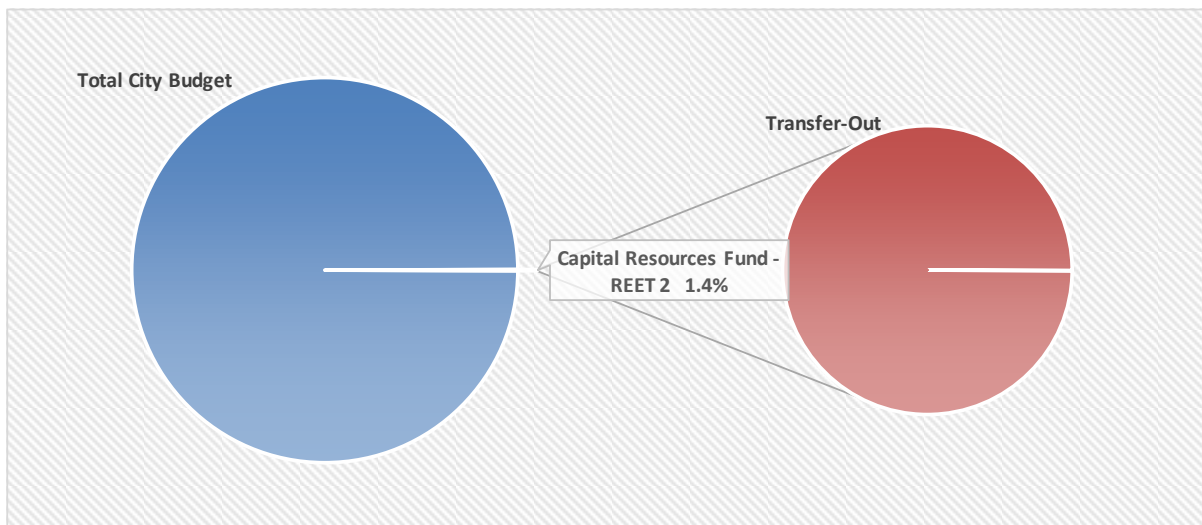 Total City Budget
Transfer-Out
Capital Resources Fund -
REET 2 1.4%